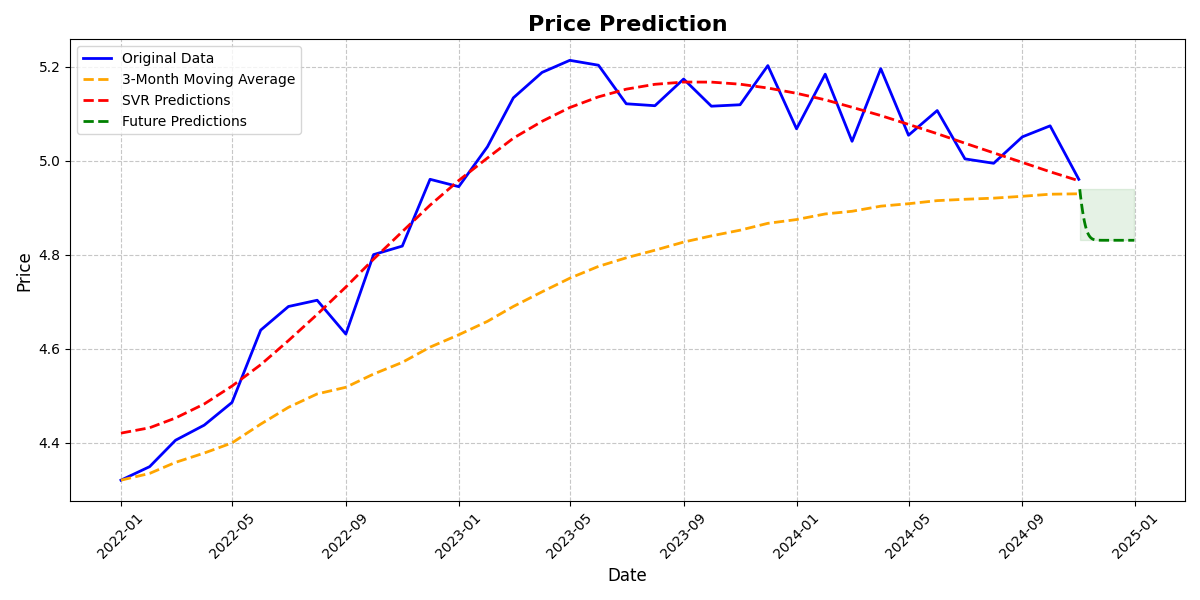 Price Prediction
Original Data
3-Month Moving Average
SVR Predictions
Future Predictions
Price
5.2
5.0
4.8
4.6
4.4
2022-01
2022-05
2022-09
2023-01
2023-05
2023-09
2024-01
2024-05
2024-09
2025-01
Date